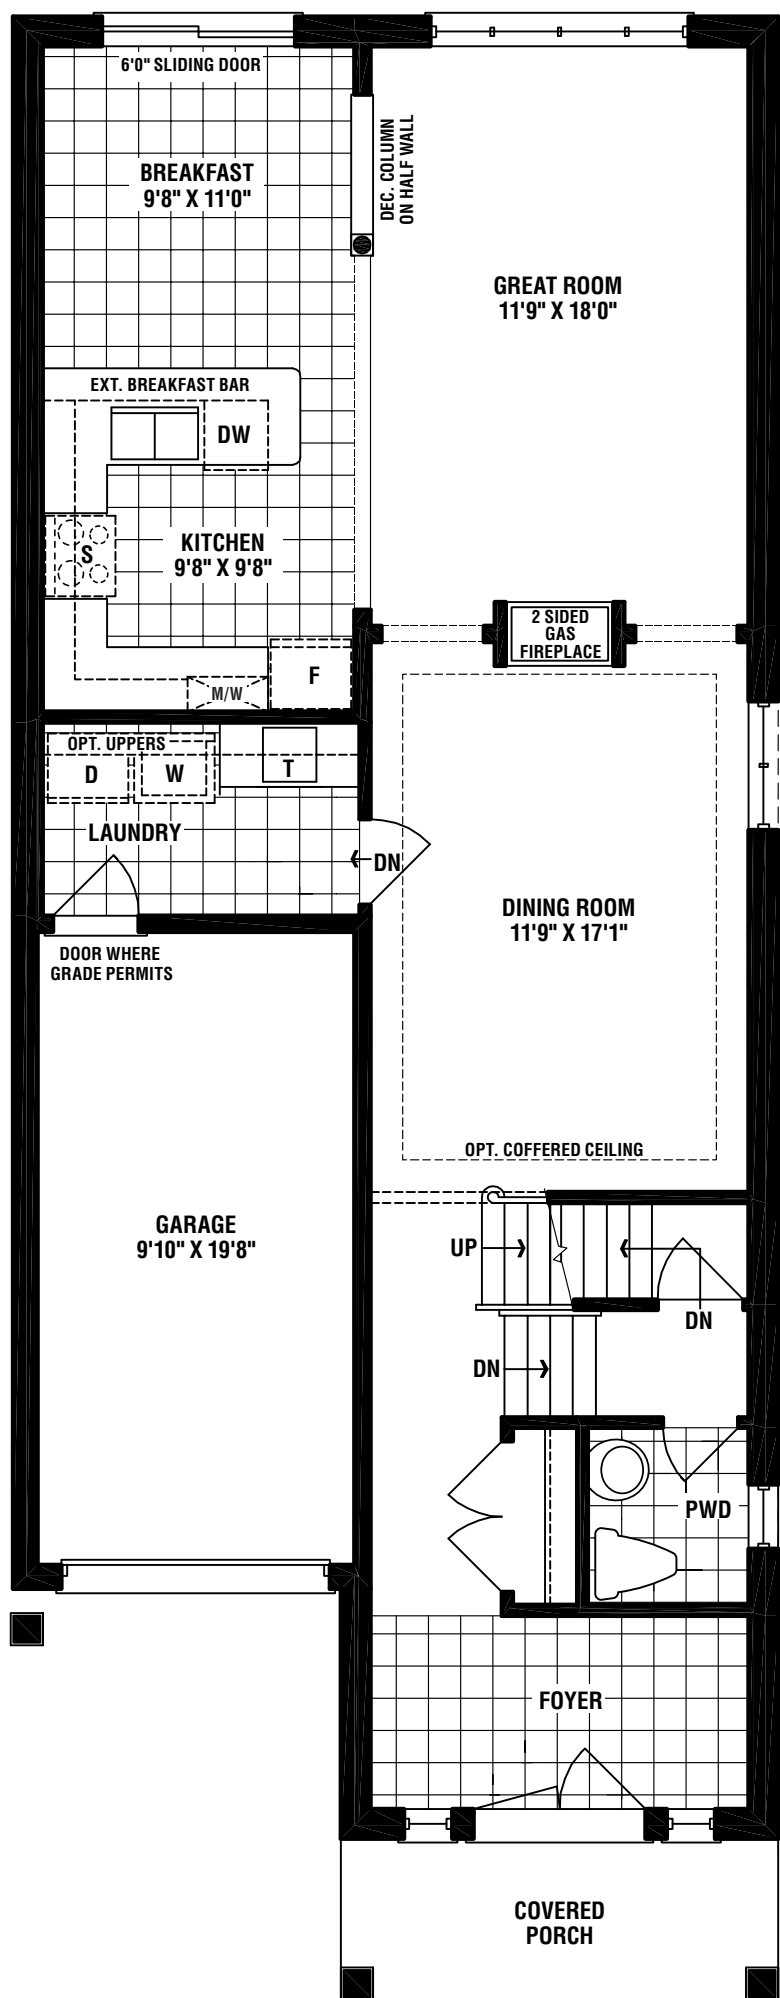 6'0" SLIDING DOOR
BREAKFAST
9'8" X 11'0"
DEC. COLUMN
ON HALF WALL
GREAT ROOM
11'9" X 18'0"
EXT. BREAKFAST BAR
DW
S
KITCHEN
9'8" X 9'8"
2 SIDED
GAS
FIREPLACE
F
M/W
OPT. UPPERS
D
W
T
LAUNDRY
DN
DINING ROOM
11'9" X 17'1"
DOOR WHERE
GRADE PERMITS
OPT. COFFERED CEILING
GARAGE
9'10" X 19'8"
UP
DN
DN
PWD
FOYER
COVERED
PORCH